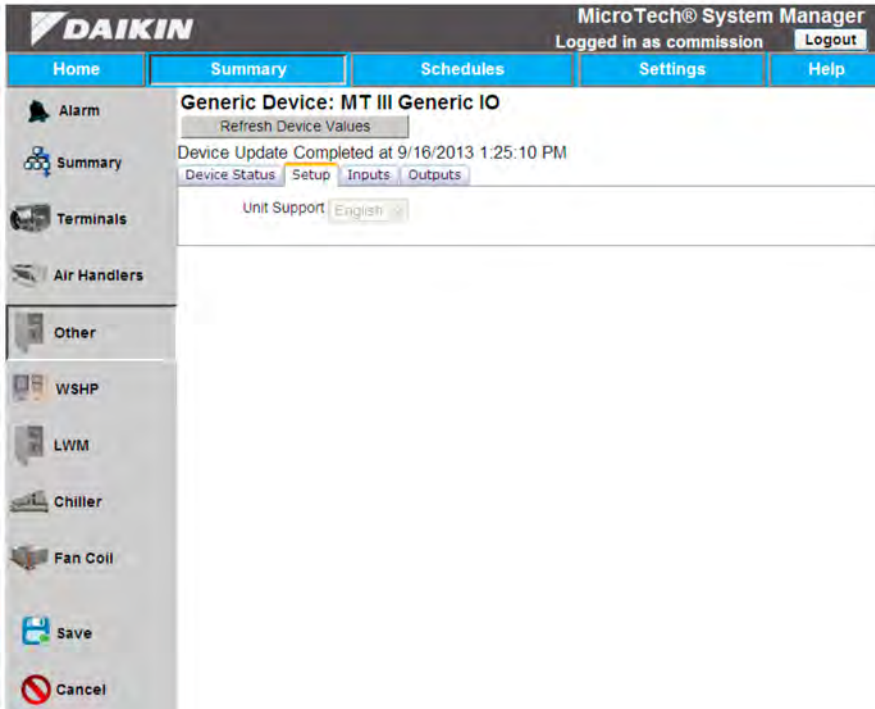 DAIKIN
MicroTech® System Manager
Logged in as commission Logout
Home Summary Schedules Settings Help
Alarm
Summary
Terminals
Air Handlers
Other
WSHP
LWM
Chiller
Fan Coil
Save
Cancel
Generic Device: MT III Generic IO
Refresh Device Values
Device Update Completed at 9/16/2013 1:25:10 PM
Device Status Setup Inputs Outputs
Unit Support English